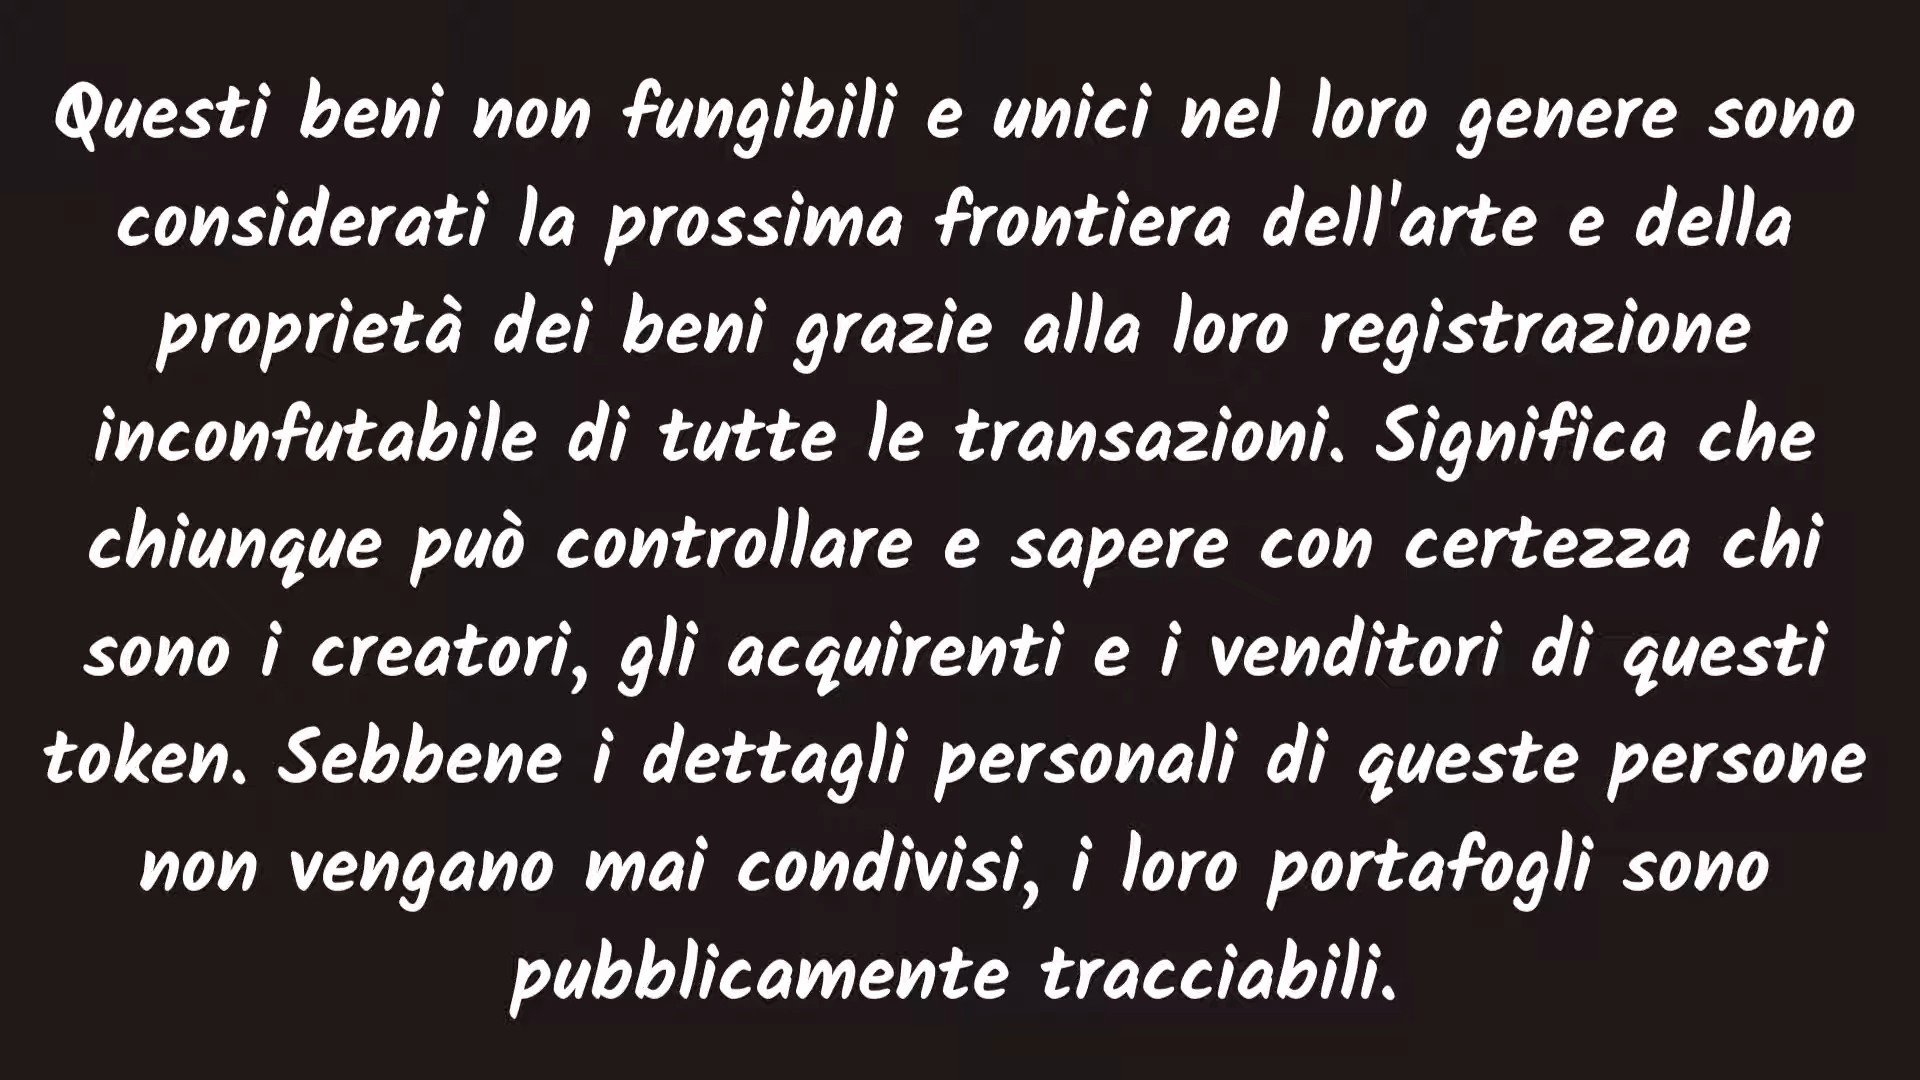 Questi beni non fungibili e unici nel loro genere sono
considerati la prossima frontiera dell'arte e della
proprietà dei beni grazie alla loro registrazione
inconfutabile di tutte le transazioni. Significa che
chiunque può controllare e sapere con certezza chi
sono i creatori, gli acquirenti e i venditori di questi
token. Sebbene i dettagli personali di queste persone
non vengano mai condivisi, i loro portafogli sono
pubblicamente tracciabili.